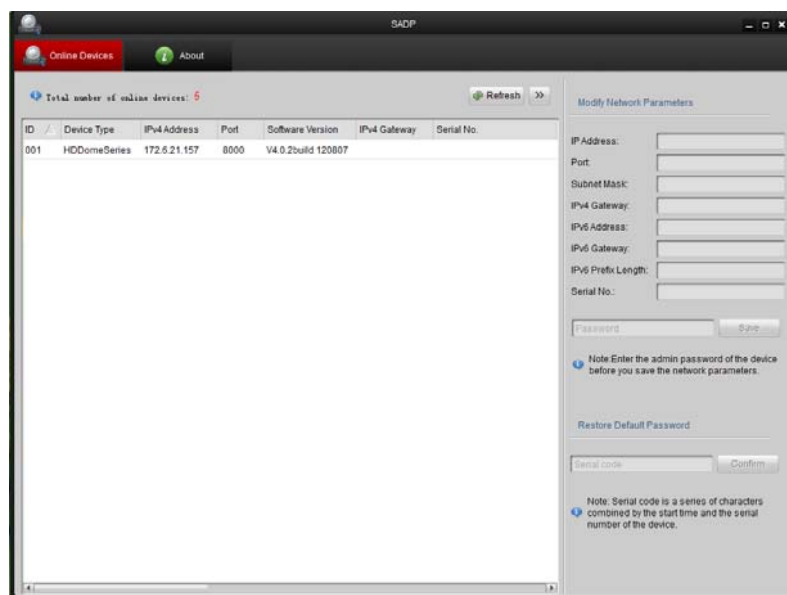 SADP
Online Devices
About
Total number of online devices: 5
Refresh
Modify Network Parameters
ID Device Type IPv4 Address Port Software Version IPv4 Gateway Serial No.
001 HDDomeSeries 172.6.21.157 8000 V4.0.2build 120807
IP Address:
Port:
Subnet Mask:
IPv4 Gateway:
IPv6 Address:
IPv6 Gateway:
IPv6 Prefix Length:
Serial No.:
Password Save
Note:Enter the admin password of the device
before you save the network parameters.
Restore Default Password
Serial code Confirm
Note: Serial code is a series of characters
combined by the start time and the serial
number of the device.